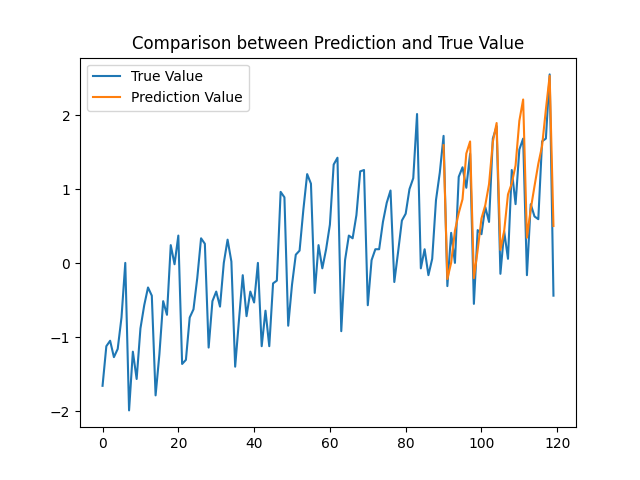 Comparison between Prediction and True Value
True Value
Prediction Value
2
1
0
−1
−2
0 20 40 60 80 100 120